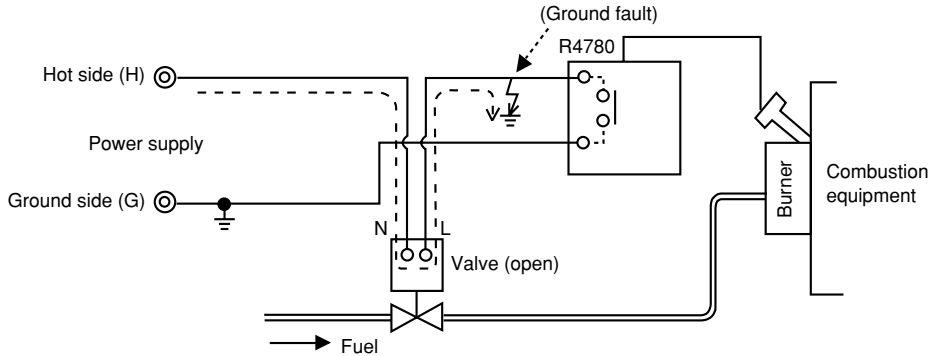 (Ground fault)
R4780
Hot side (H)
Power supply
Ground side (G)
N
L
Valve (open)
Burner
Combustion
equipment
Fuel